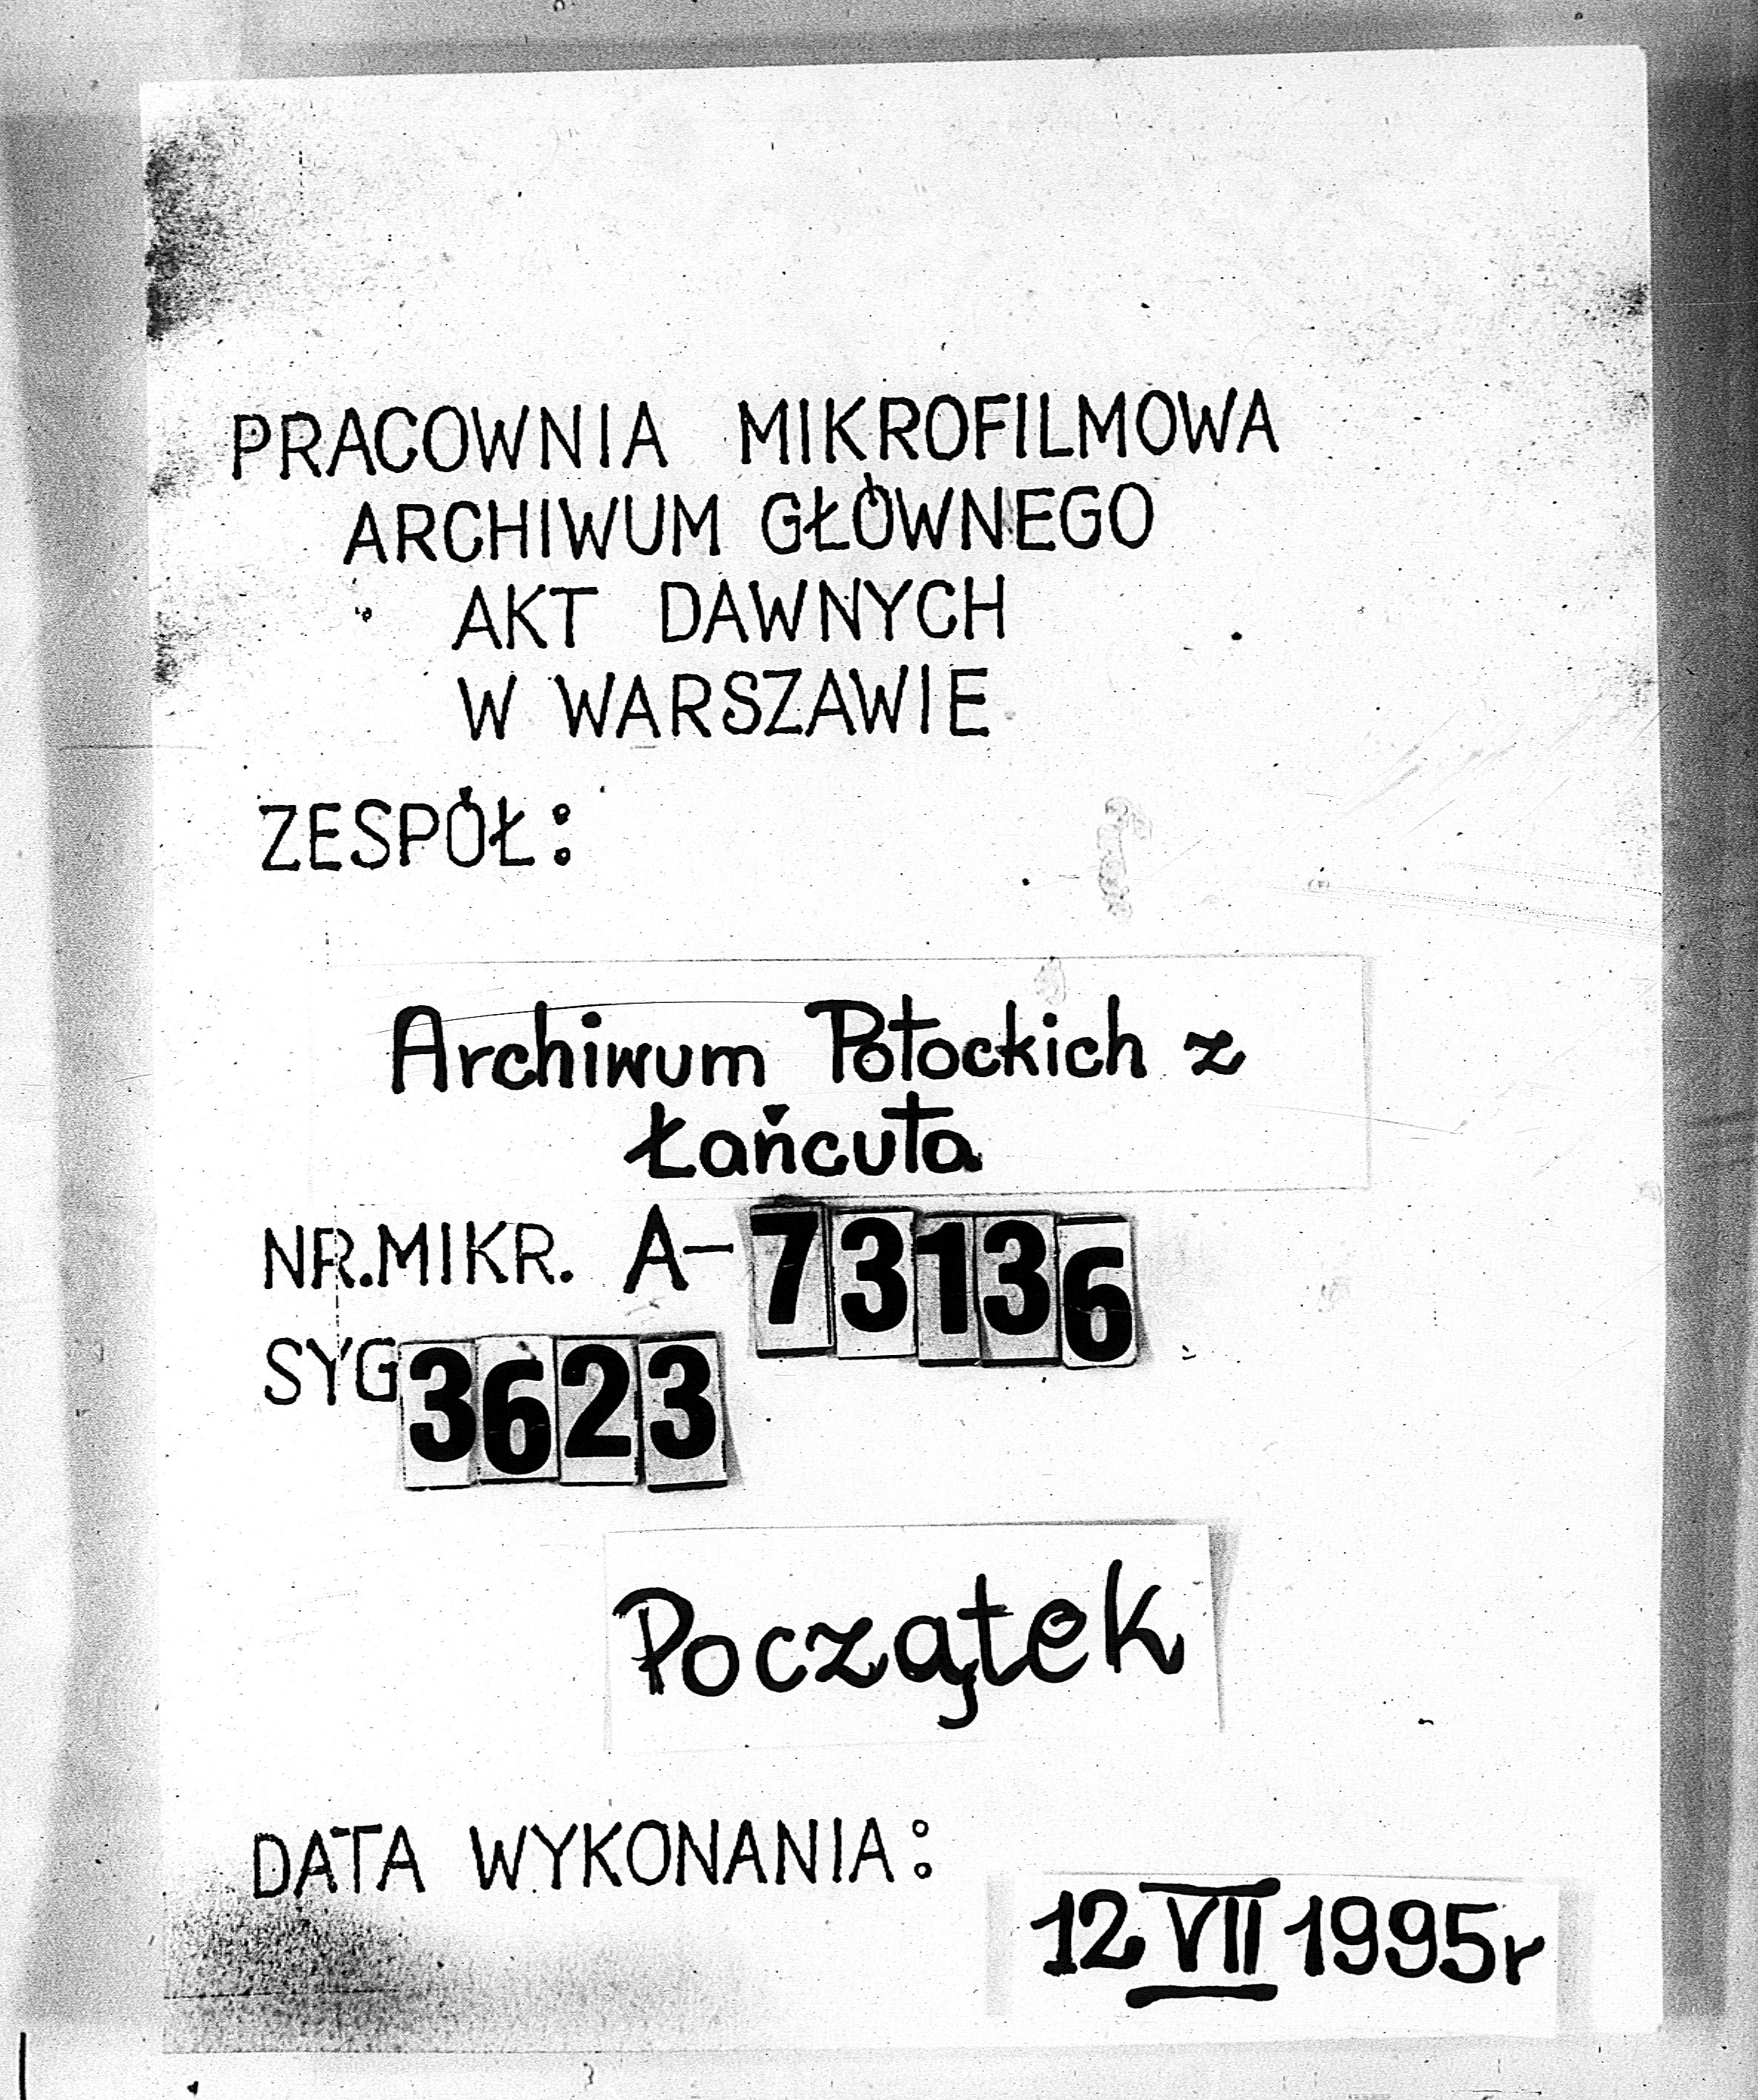 PRACOWNIA MIKROFILMOWA
ARCHIWUM GŁÓWNEGO
AKT DAWNYCH
W WARSZAWIE
ZESPÓŁ:
Archiwum Potockich z
Łańcuta
NR.MIKR. A-73136
SYG 3623
Początek
DATA WYKONANIA:
12 VII 1995r